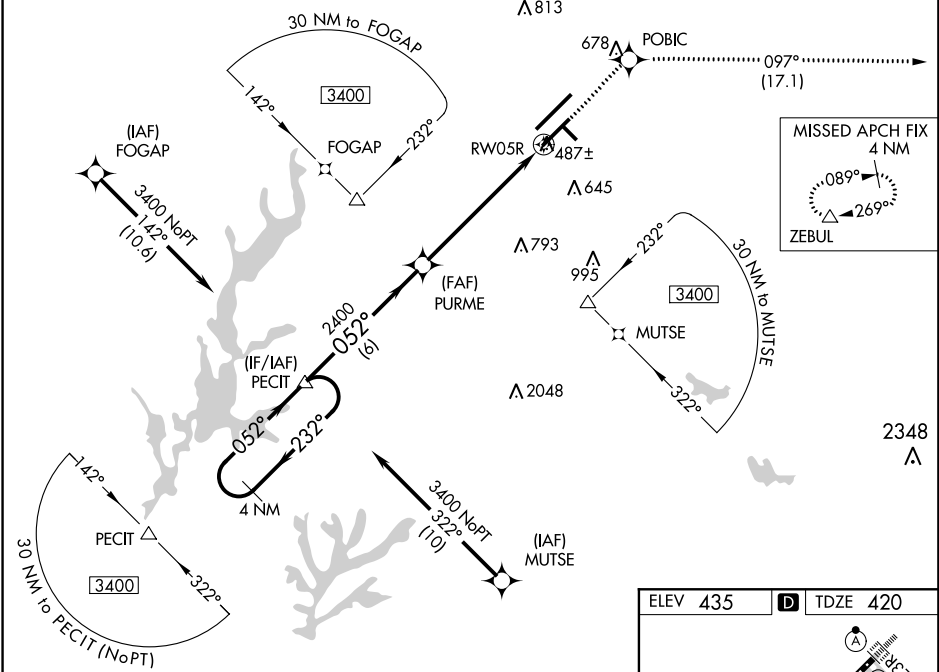 813
30 NM to FOGAP
678
POBIC
097°
(17.1)
142°
3400
232°
(IAF)
FOGAP
FOGAP
RW05R
487±
MISSED APCH FIX
4 NM
089°
269°
ZEBUL
3400 NoPT
142°
(10.6)
645
793
232°
995
30 NM to MUTSE
3400
MUTSE
322°
(FAF)
PURME
2400
052°
(6)
(IF/IAF)
PECIT
052°
232°
4 NM
2048
2348
142°
PECIT
322°
3400
30 NM to PECIT (NoPT)
3400 NoPT
322°
(10)
(IAF)
MUTSE
ELEV 435
D
TDZE 420
A